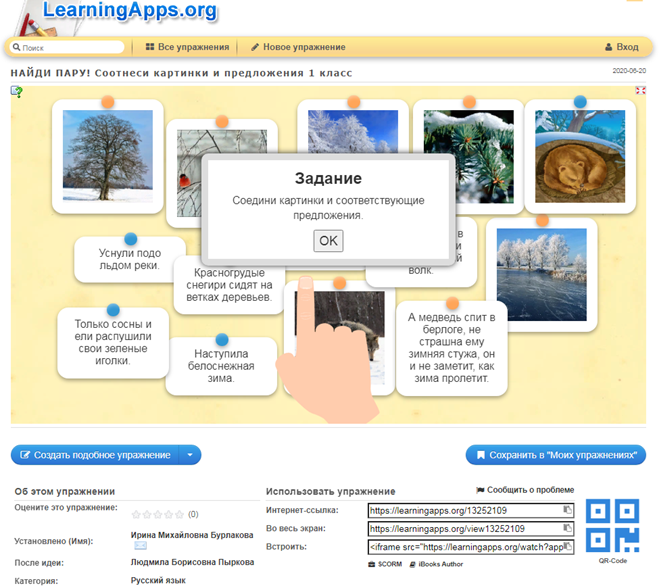 LearningApps.org
Поиск
Все упражнения
Новое упражнение
Вход
НАЙДИ ПАРУ! Соотнеси картинки и предложения 1 класс
2020-06-20
Задание
Соедини картинки и соответствующие
предложения.
OK
Уснули подо
льдом реки.
Красногрудые
снегири сидят на
ветках деревьев.
в
и
й
волк.
Только сосны и
ели распушили
свои зеленые
иголки.
Наступила
белоснежная
зима.
А медведь спит в
берлоге, не
страшна ему
зимняя стужа, он
и не заметит, как
зима пролетит.
Создать подобное упражнение
Сохранить в "Моих упражнениях"
Об этом упражнении
Оцените это упражнение:
(0)
Установлено (Имя):
Ирина Михайловна Бурлакова
После идеи:
Людмила Борисовна Пыркова
Категория:
Русский язык
Использовать упражнение
Сообщить о проблеме
Интернет-ссылка:
https://learningapps.org/13252109
Во весь экран:
https://learningapps.org/view13252109
Встроить:
<iframe src="https://learningapps.org/watch?app
SCORM
iBooks Author
QR-Code